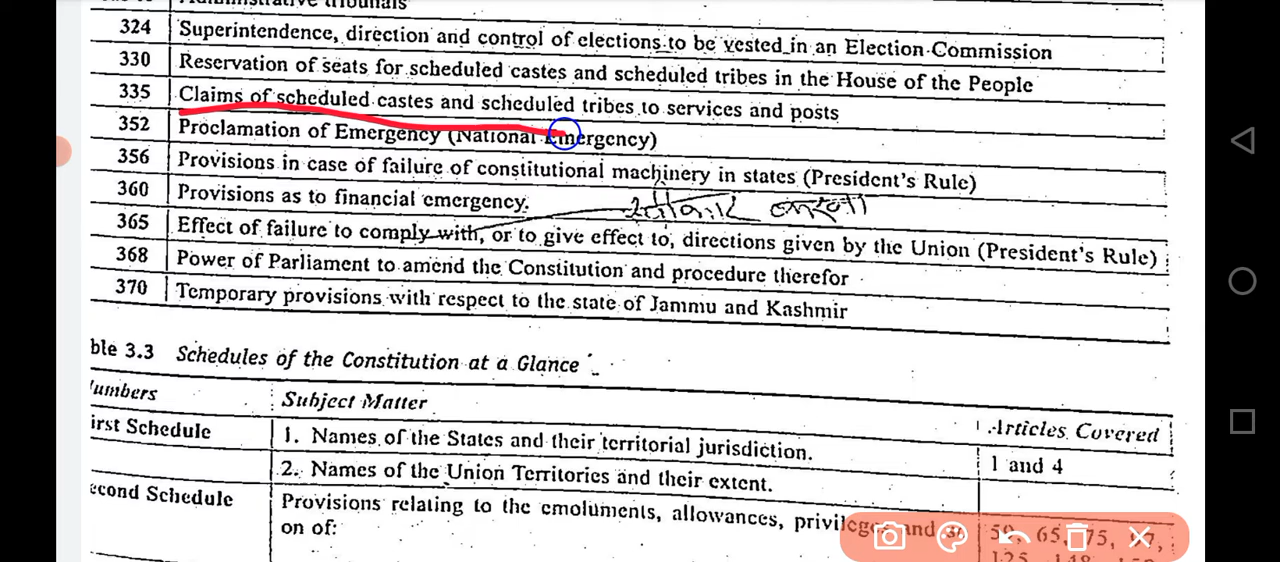 324 Superintendence, direction and control of elections to be vested in an Election Commission
330 Reservation of seats for scheduled castes and scheduled tribes in the House of the People
335 Claims of scheduled castes and scheduled tribes to services and posts
352 Proclamation of Emergency (National Emergency)
356 Provisions in case of failure of constitutional machinery in states (President's Rule)
360 Provisions as to financial emergency.
365 Effect of failure to comply with, or to give effect to, directions given by the Union (President's Rule)
368 Power of Parliament to amend the Constitution and procedure therefor
370 Temporary provisions with respect to the state of Jammu and Kashmir
ble 3.3 Schedules of the Constitution at a Glance
umbers Subject Matter Articles Covered
irst Schedule 1. Names of the States and their territorial jurisdiction. 1 and 4
2. Names of the Union Territories and their extent.
econd Schedule Provisions relating to the emoluments, allowances, privileges and 65, 75, 97,
on of: